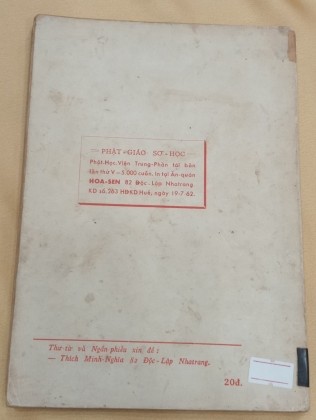 — PHẬT-GIÁO SƠ-HỌC —
Phật-Học-Viện Trung-Phần tái bản
lần thứ V — 5.000 cuốn, In tại Ấn-quán
HOA-SEN 82 Độc-Lập Nhatrang.
KD số 383 HĐKD Huế, ngày 19-7-62.
Thư từ và Ngân phiếu xin đề :
— Thích Minh-Nghĩa 82 Độc-Lập Nhatrang.
20đ.